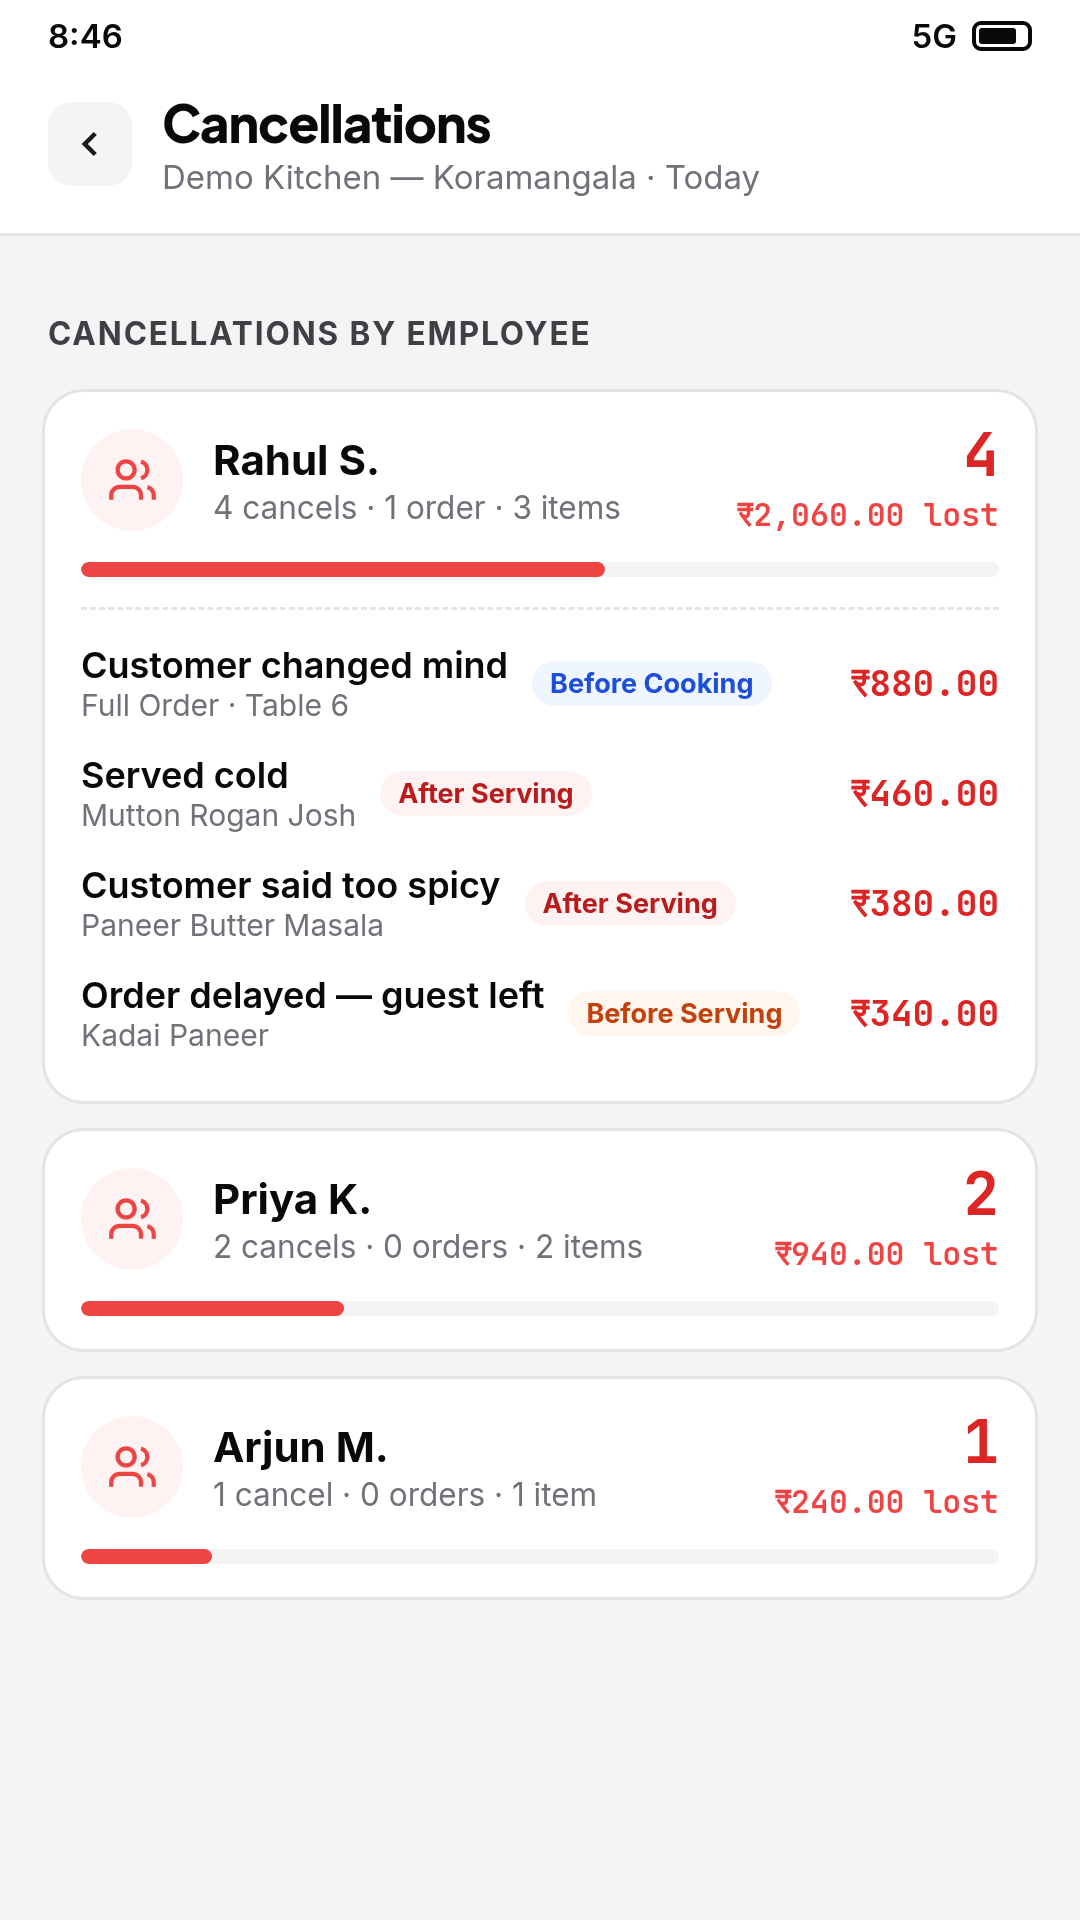 8:46
5G
Cancellations
Demo Kitchen — Koramangala · Today
CANCELLATIONS BY EMPLOYEE
Rahul S.
4
4 cancels · 1 order · 3 items
₹2,060.00 lost
Customer changed mind
Before Cooking
₹880.00
Full Order · Table 6
Served cold
After Serving
₹460.00
Mutton Rogan Josh
Customer said too spicy
After Serving
₹380.00
Paneer Butter Masala
Order delayed — guest left
Before Serving
₹340.00
Kadai Paneer
Priya K.
2
2 cancels · 0 orders · 2 items
₹940.00 lost
Arjun M.
1
1 cancel · 0 orders · 1 item
₹240.00 lost